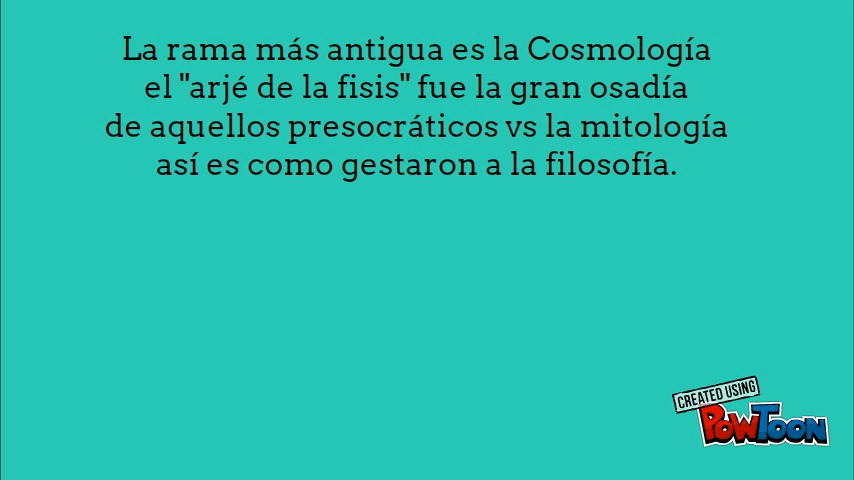 La rama más antigua es la Cosmología
el "arjé de la fisis" fue la gran osadía
de aquellos presocráticos vs la mitología
así es como gestaron a la filosofía.
CREATED USING
POWTOON